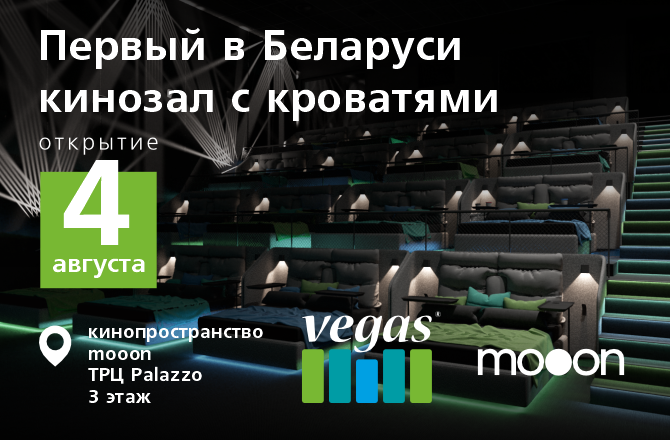 Первый в Беларуси
кинозал с кроватями
открытие
4
августа
кинопространство
mooon
ТРЦ Palazzo
3 этаж
vegas®
mooon